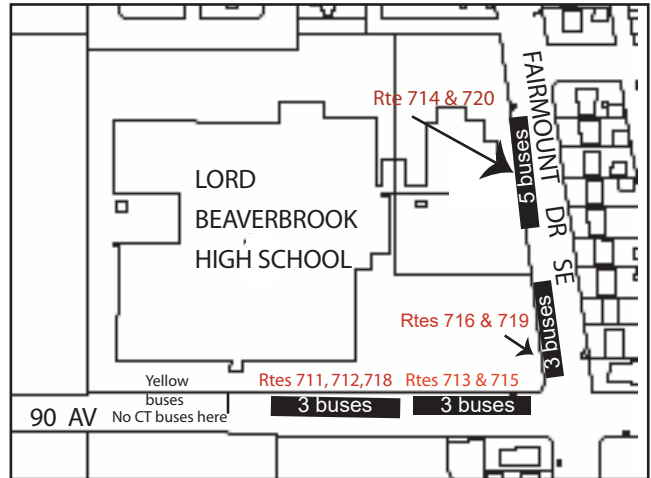 Rte 714 & 720
FAIRMOUNT DR SE
5 buses
LORD
BEAVERBROOK
HIGH SCHOOL
Rtes 716 & 719
3 buses
Yellow
buses
No CT buses here
Rtes 711, 712,718
Rtes 713 & 715
3 buses
3 buses
90 AV